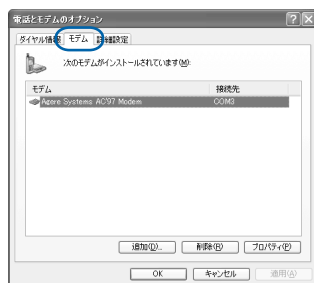 電話とモデムのオプション
ダイヤル情報 モデム 詳細設定
次のモデムがインストールされています(M):
モデム 接続先
Agere Systems AC'97 Modem COM3
追加(D)... 削除(R) プロパティ(P)
OK キャンセル 適用(A)